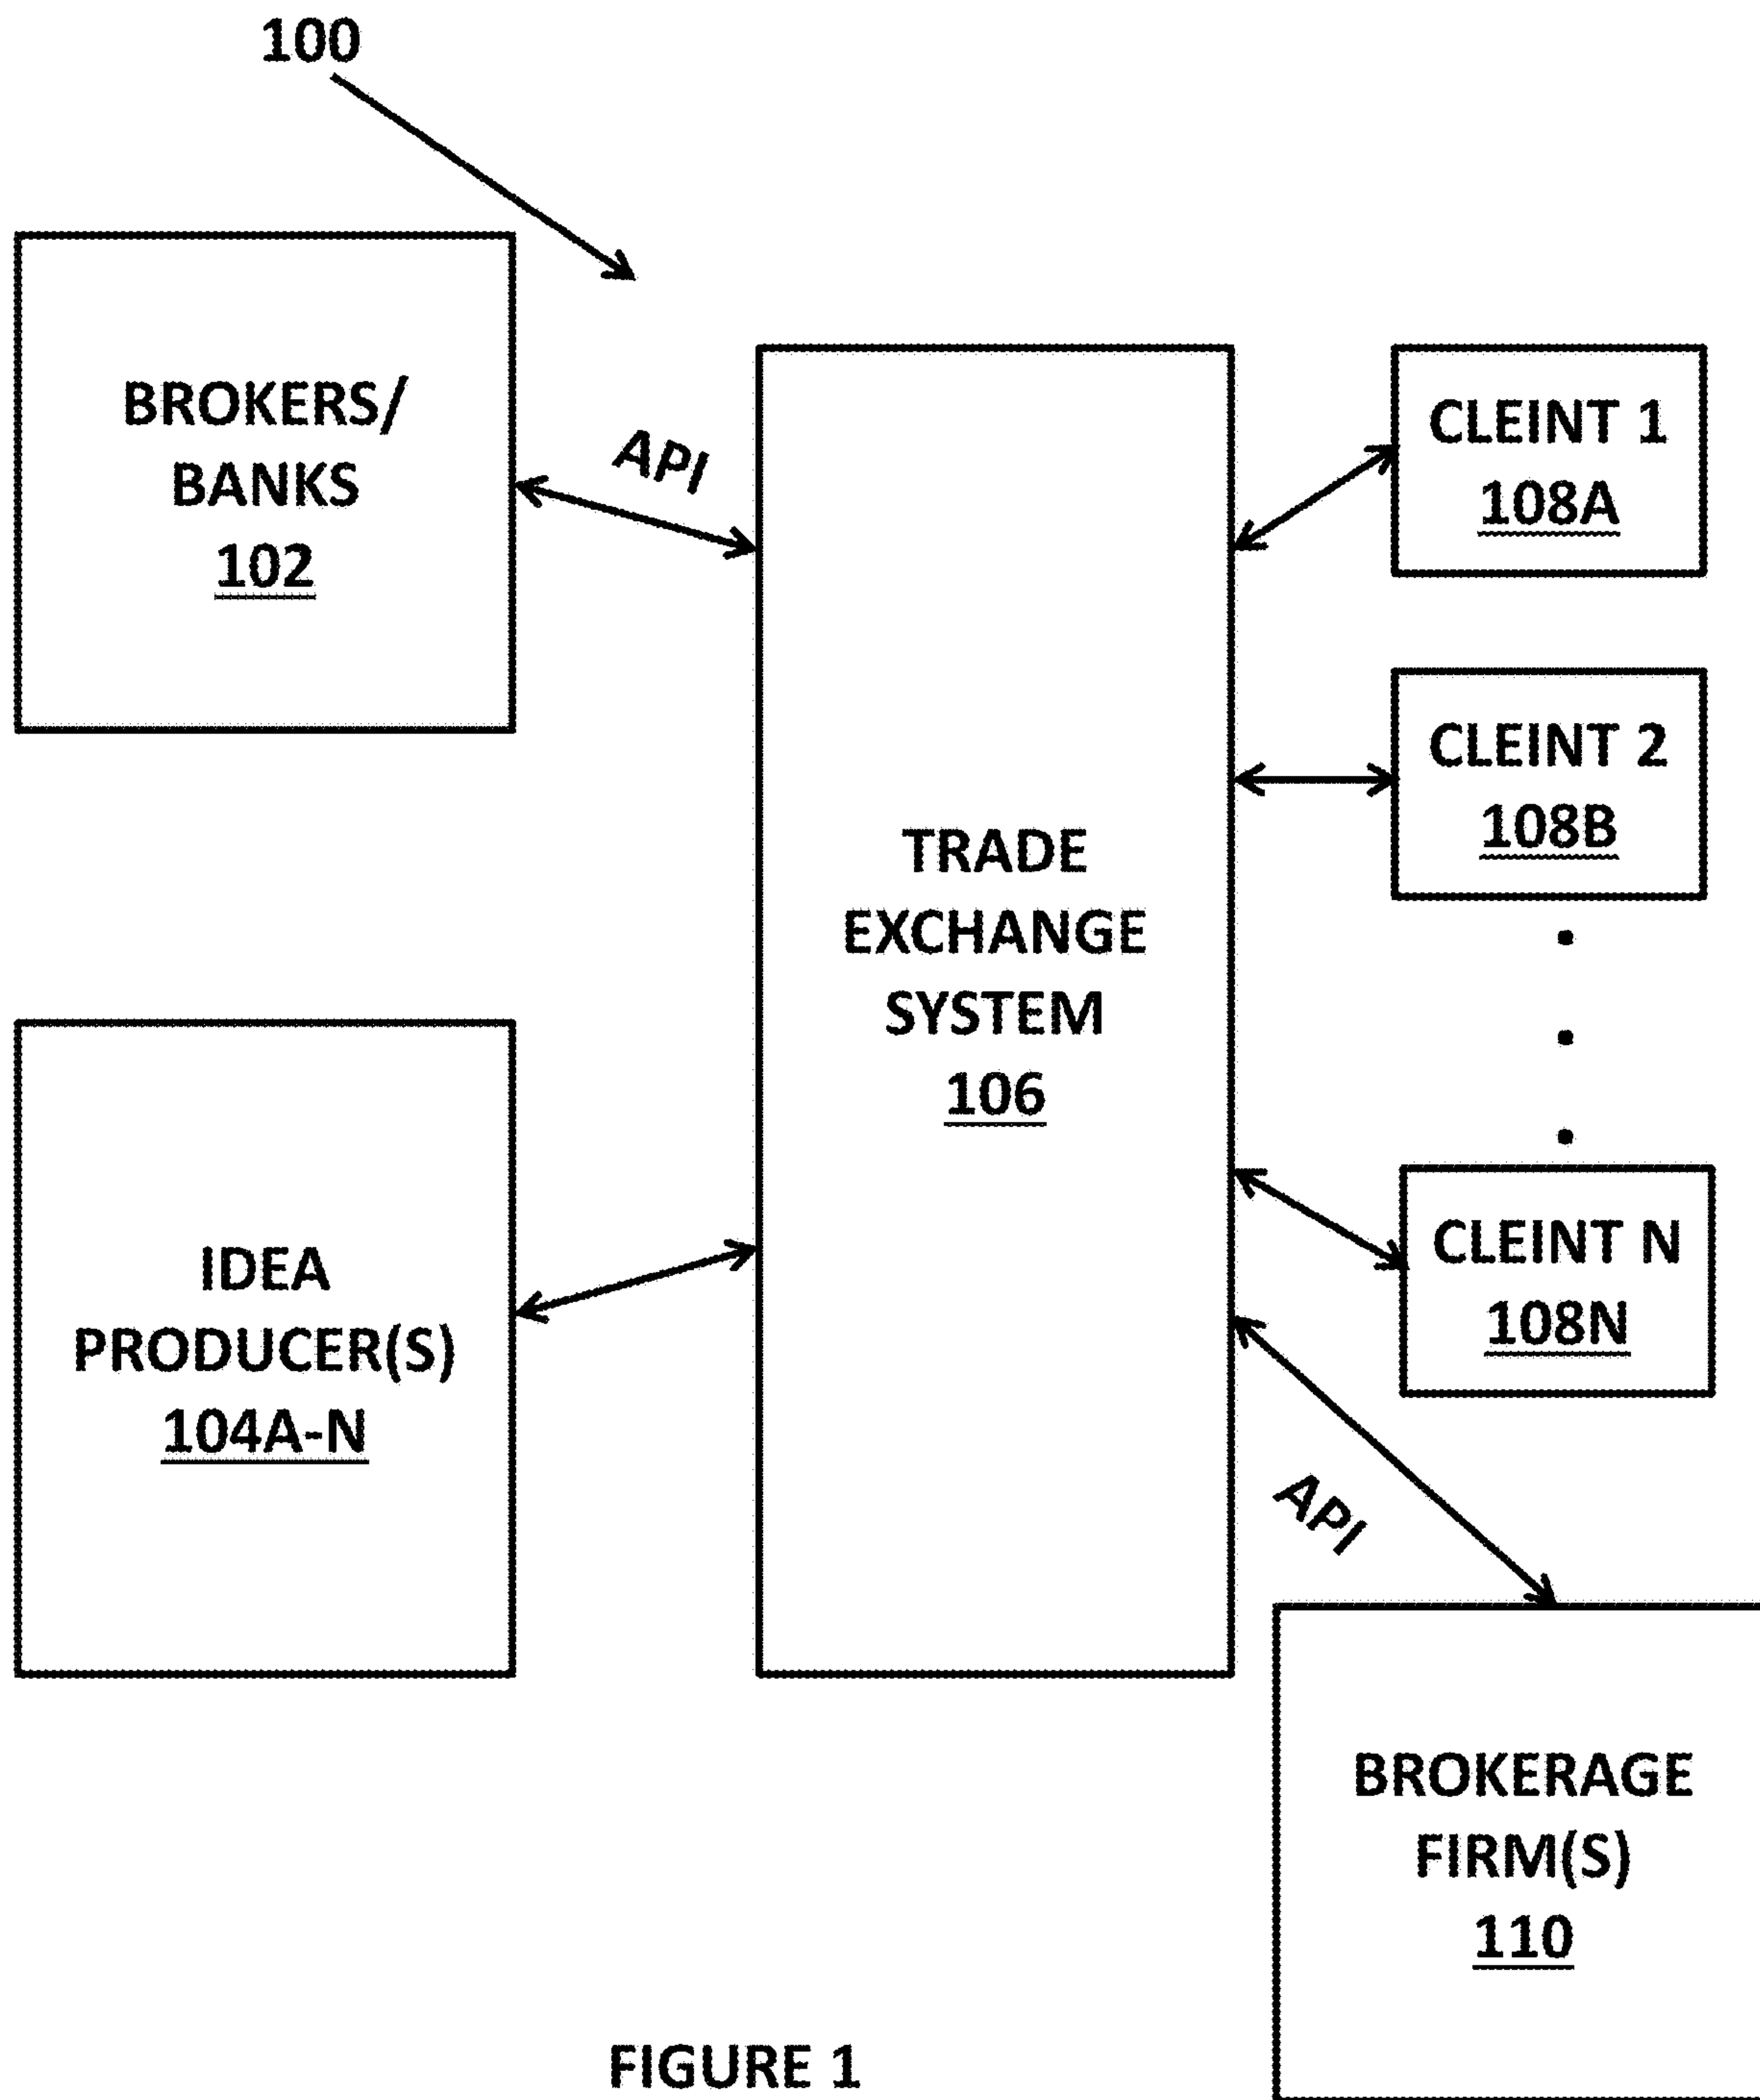 100
BROKERS/
BANKS
102
API
CLEINT 1
108A
CLEINT 2
108B
TRADE
EXCHANGE
SYSTEM
106
IDEA
PRODUCER(S)
104A-N
CLEINT N
108N
API
BROKERAGE
FIRM(S)
110
FIGURE 1